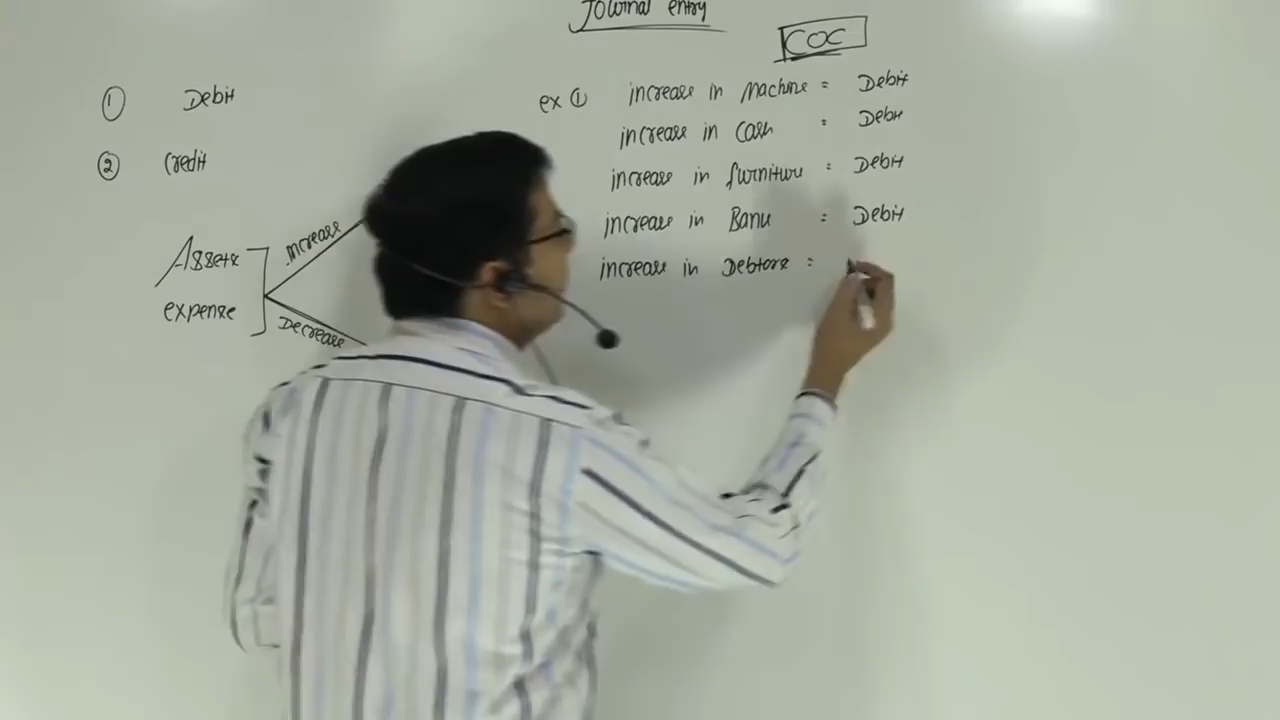 Journal entry
COC
① Debit
② Credit
Assets
expense
increase
Decrease
ex ① increase in Machine = Debit
increase in Cash : Debit
increase in furniture = Debit
increase in Bank : Debit
increase in Debtors =